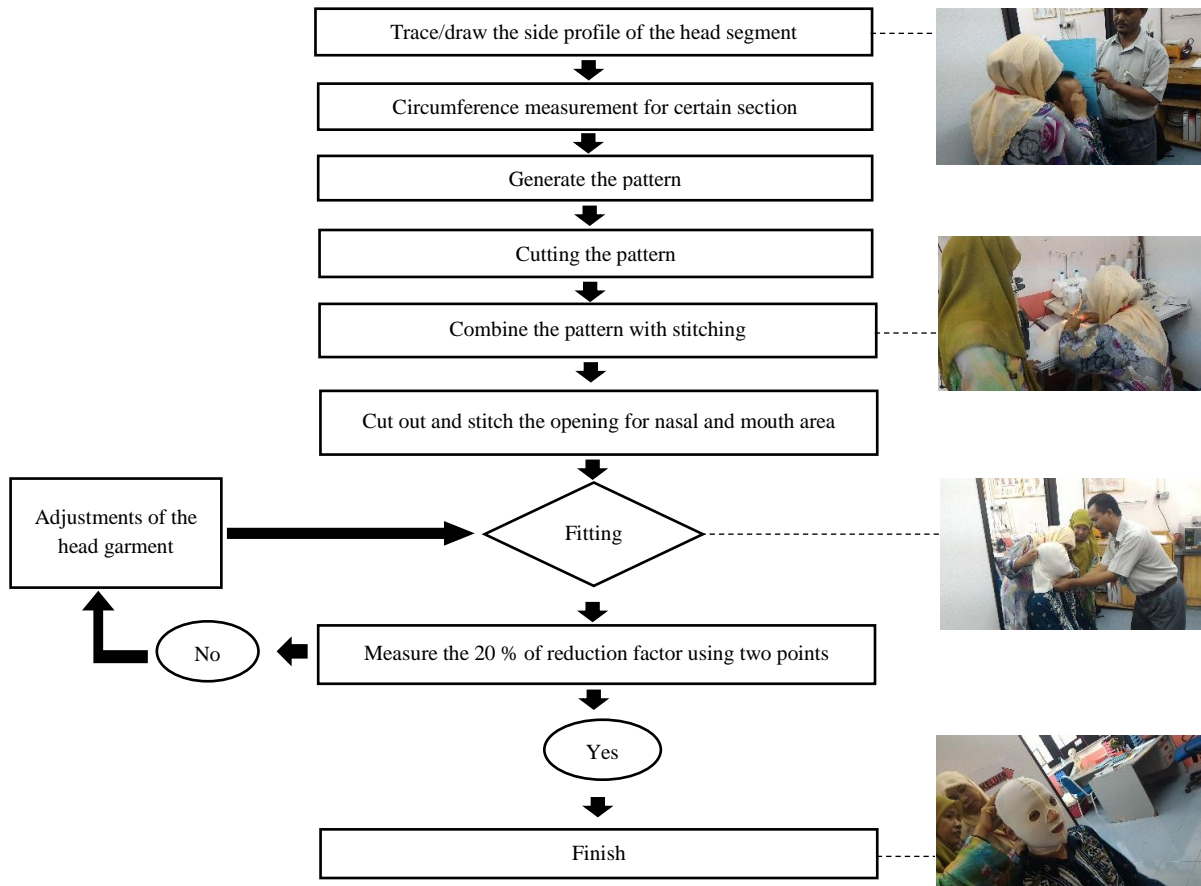 Trace/draw the side profile of the head segment
Circumference measurement for certain section
Generate the pattern
Cutting the pattern
Combine the pattern with stitching
Cut out and stitch the opening for nasal and mouth area
Adjustments of the
head garment
Fitting
No
Measure the 20 % of reduction factor using two points
Yes
KELUAR
Finish